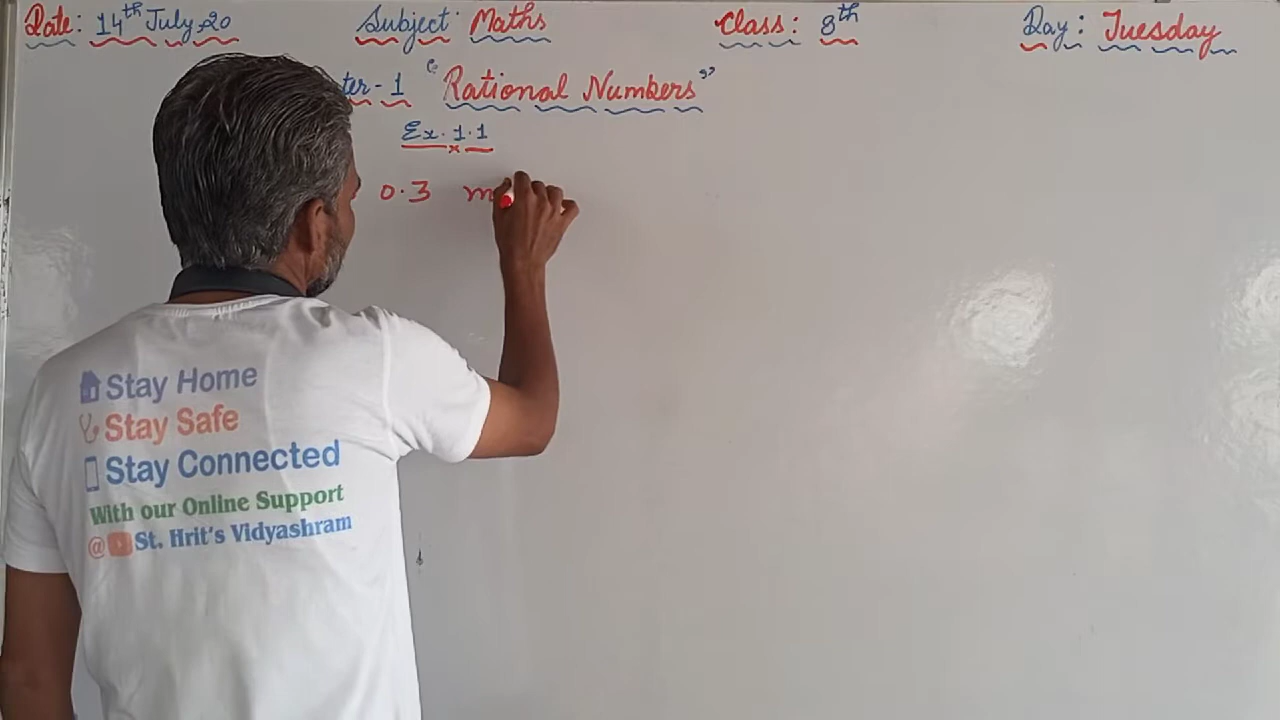 Date: 14th July, 20 Subject: Maths Class: 8th Day: Tuesday
ter-1 "Rational Numbers"
Ex. 1.1
0.3 m
Stay Home
Stay Safe
Stay Connected
With our Online Support
@ St. Hrit's Vidyashram